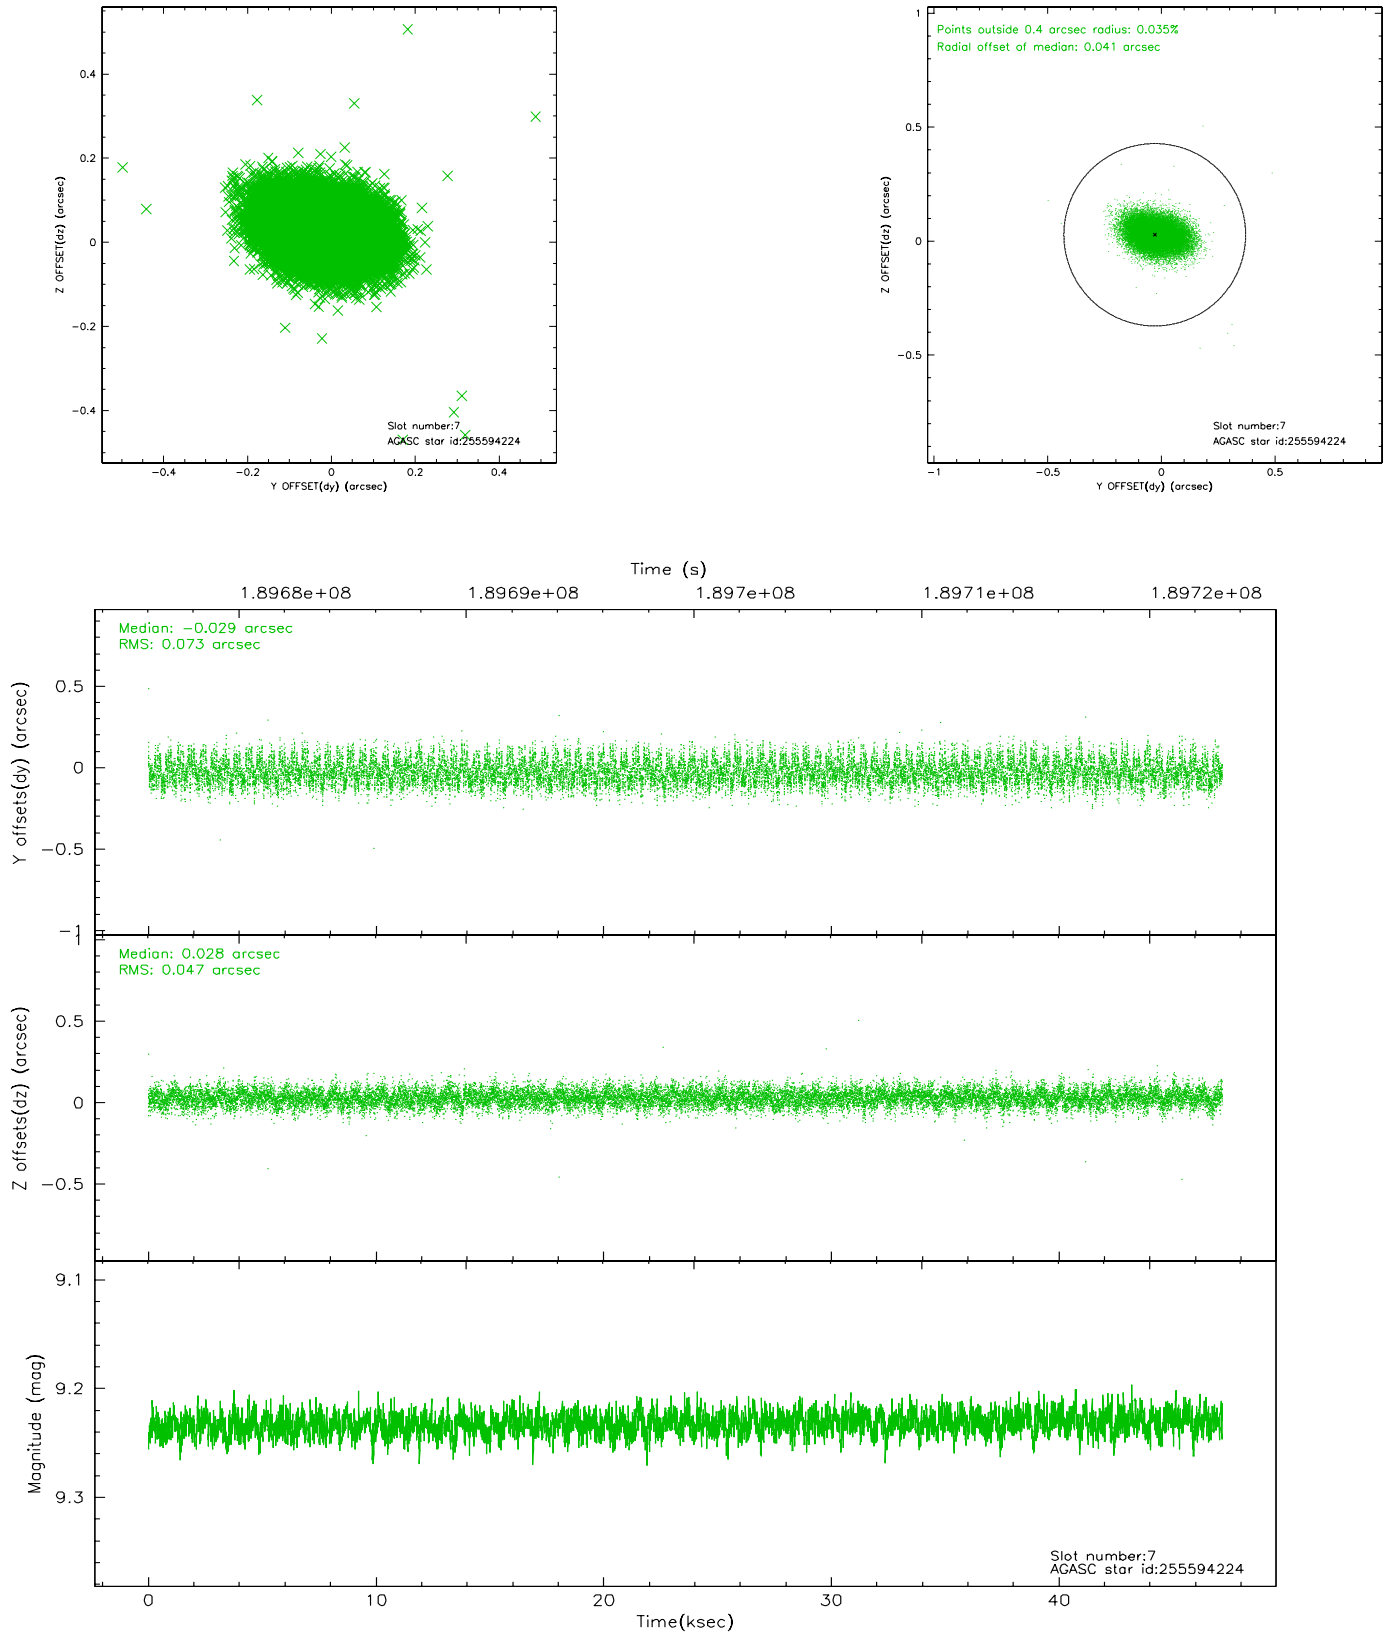 0.4
0.2
0
−0.2
−0.4
Z OFFSET(dz) (arcsec)
Slot number:7
AGASC star id:255594224
−0.4 −0.2 0 0.2 0.4
Y OFFSET(dy) (arcsec)
Points outside 0.4 arcsec radius: 0.035%
Radial offset of median: 0.041 arcsec
1
0.5
0
−0.5
Z OFFSET(dz) (arcsec)
Slot number:7
AGASC star id:255594224
−1 −0.5 0 0.5
Y OFFSET(dy) (arcsec)
Time (s)
1.8968e+08 1.8969e+08 1.897e+08 1.8971e+08 1.8972e+08
Median: −0.029 arcsec
RMS: 0.073 arcsec
0.5
0
−0.5
−1
Y offsets(dy) (arcsec)
Median: 0.028 arcsec
RMS: 0.047 arcsec
1
0.5
0
−0.5
Z offsets(dz) (arcsec)
9.1
9.2
9.3
Magnitude (mag)
Slot number:7
AGASC star id:255594224
0 10 20 30 40
Time(ksec)